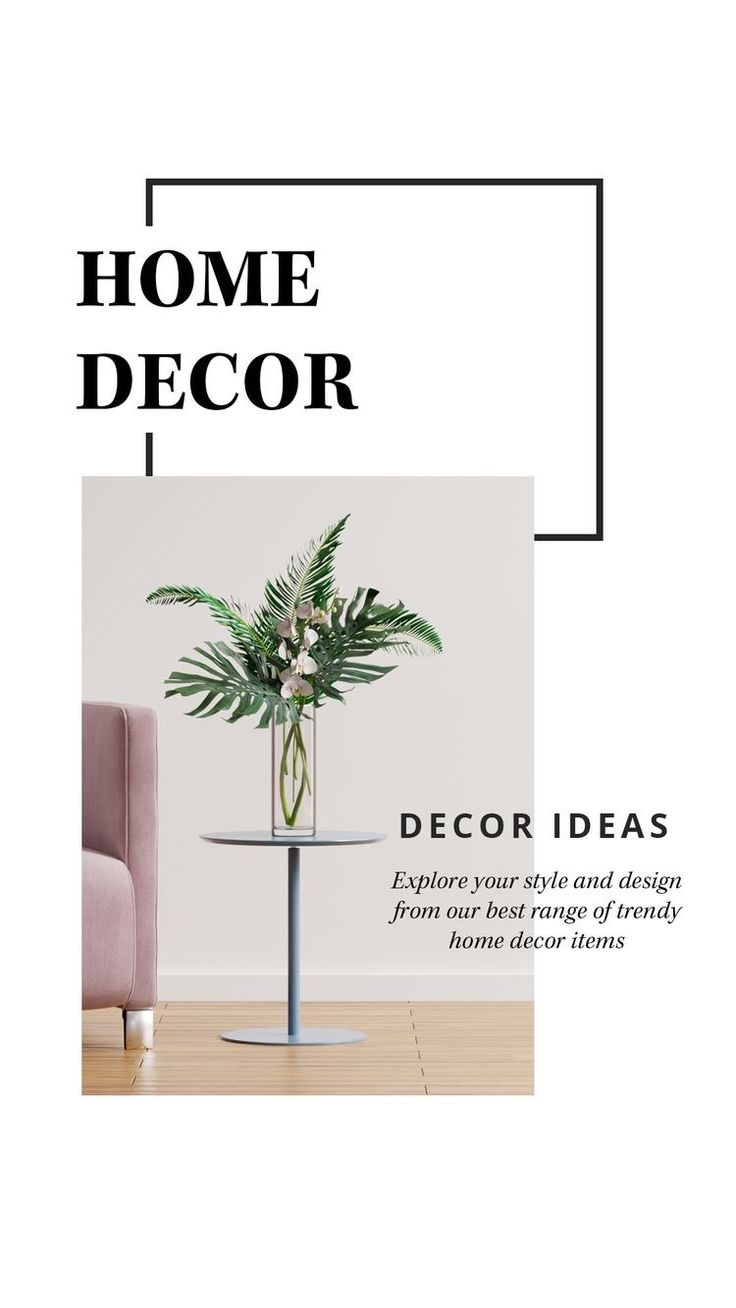 HOME
DECOR
DECOR IDEAS
Explore your style and design
from our best range of trendy
home decor items